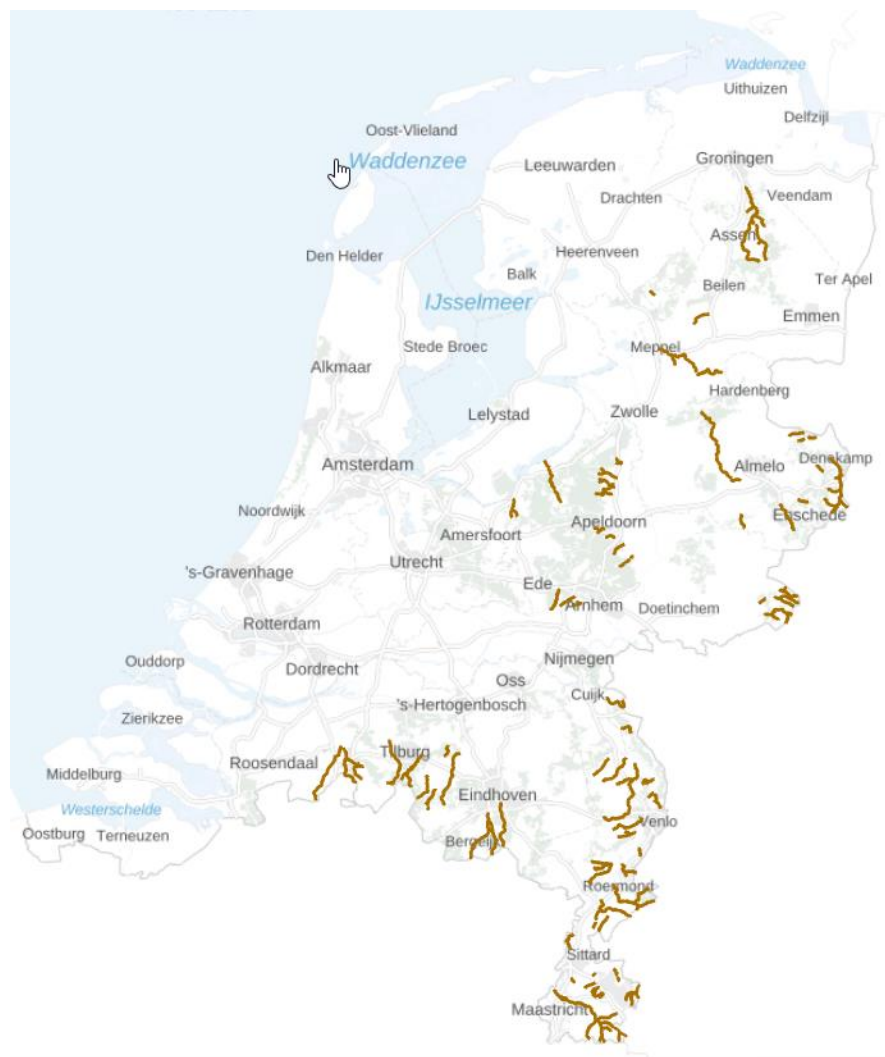 Waddenzee
Uithuizen
Delfzijl
Oost-Vlieland
Waddenzee
Leeuwarden
Groningen
Drachten
Veendam
Assen
Den Helder
Heerenveen
Balk
Beilen
Ter Apel
IJsselmeer
Emmen
Stede Broec
Meppel
Alkmaar
Hardenberg
Lelystad
Zwolle
Amsterdam
Almelo
Denekamp
Noordwijk
Apeldoorn
Enschede
Amersfoort
Utrecht
's-Gravenhage
Ede
Arnhem
Doetinchem
Rotterdam
Ouddorp
Dordrecht
Nijmegen
Oss
Cuijk
's-Hertogenbosch
Zierikzee
Tilburg
Roosendaal
Middelburg
Eindhoven
Westerschelde
Venlo
Oostburg
Terneuzen
Bergeijk
Roermond
Sittard
Maastricht